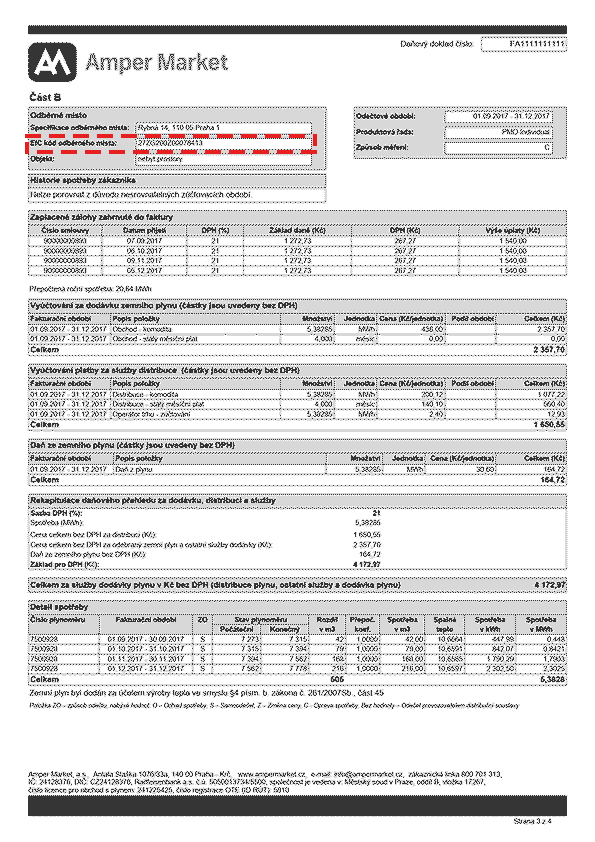 Daňový doklad číslo: FA1111111111
Amper Market
Část B
Odběrné místo
Specifikace odběrného místa: Rybná 14, 110 05 Praha 1
EIC kód odběrného místa: 27ZG200Z00078413
Objekt: nebyt prostory
Odečtové období: 01.09.2017 - 31.12.2017
Produktová řada: PMO Individual
Způsob měření: C
Historie spotřeby zákazníka
Nelze porovnat z důvodu nesrovnatelných zúčtovacích období.
Zaplacené zálohy zahrnuté do faktury
Číslo smlouvy Datum přijetí DPH (%) Základ daně (Kč) DPH (Kč) Výše úplaty (Kč)
90000000893 07.09.2017 21 1 272,73 267,27 1 540,00
90000000893 06.10.2017 21 1 272,73 267,27 1 540,00
90000000893 09.11.2017 21 1 272,73 267,27 1 540,00
90000000893 05.12.2017 21 1 272,73 267,27 1 540,00
Přepočtená roční spotřeba: 20,64 MWh
Vyúčtování za dodávku zemního plynu (částky jsou uvedeny bez DPH)
Fakturační období Popis položky Množství Jednotka Cena (Kč/jednotka) Podíl období Celkem (Kč)
01.09.2017 - 31.12.2017 Obchod - komodita 5,38285 MWh 438,00 2 357,70
01.09.2017 - 31.12.2017 Obchod - stálý měsíční plat 4,000 měsíc 0,00 0,00
Celkem 2 357,70
Vyúčtování platby za služby distribuce (částky jsou uvedeny bez DPH)
Fakturační období Popis položky Množství Jednotka Cena (Kč/jednotka) Podíl období Celkem (Kč)
01.09.2017 - 31.12.2017 Distribuce - komodita 5,38285 MWh 200,12 1 077,22
01.09.2017 - 31.12.2017 Distribuce - stálý měsíční plat 4,000 měsíc 140,10 560,40
01.09.2017 - 31.12.2017 Operátor trhu - zúčtování 5,38285 MWh 2,40 12,93
Celkem 1 650,55
Daň ze zemního plynu (částky jsou uvedeny bez DPH)
Fakturační období Popis položky Množství Jednotka Cena (Kč/jednotka) Celkem (Kč)
01.09.2017 - 31.12.2017 Daň z plynu 5,38285 MWh 30,60 164,72
Celkem 164,72
Rekapitulace daňového přehledu za dodávku, distribuci a služby
Sazba DPH (%): 21
Spotřeba (MWh): 5,38285
Cena celkem bez DPH za distribuci (Kč): 1 650,55
Cena celkem bez DPH za odebraný zemní plyn a ostatní služby dodávky (Kč): 2 357,70
Daň ze zemního plynu bez DPH (Kč): 164,72
Základ pro DPH (Kč): 4 172,97
Celkem za služby dodávky plynu v Kč bez DPH (distribuce plynu, ostatní služby a dodávka plynu) 4 172,97
Detail spotřeby
Číslo plynoměru Fakturační období ZO Stav plynoměru Rozdíl Přepoč. Spotřeba Spalné Spotřeba Spotřeba
Počáteční Konečný v m3 koef. v m3 teplo v kWh v MWh
7500928 01.09.2017 - 30.09.2017 S 7 273 7 315 42 1,0000 42,00 10,6664 447,99 0,448
7500928 01.10.2017 - 31.10.2017 S 7 315 7 394 79 1,0000 79,00 10,6591 842,07 0,8421
7500928 01.11.2017 - 30.11.2017 S 7 394 7 562 168 1,0000 168,00 10,6565 1 790,29 1,7903
7500928 01.12.2017 - 31.12.2017 S 7 562 7 778 216 1,0000 216,00 10,6597 2 302,50 2,3025
Celkem 505 5,3828
Zemní plyn byl dodán za účelem výroby tepla ve smyslu §4 písm. b. zákona č. 261/2007Sb., část 45
Položka ZO - způsob odečtu, nabývá hodnot: O - Odhad spotřeby, S - Samoodečet, Z - Změna ceny, C - Oprava spotřeby, Bez hodnoty - Odečet provozovatelem distribuční soustavy
Amper Market, a.s., Antala Staška 1076/33a, 140 00 Praha - Krč, www.ampermarket.cz, e-mail: info@ampermarket.cz, zákaznická linka 800 701 313,
IČ: 24128376, DIČ: CZ24128376, Raiffeisenbank a.s. č.ú. 5050013734/5500, společnost je vedena v: Městský soud v Praze, oddíl B, vložka 17267,
číslo licence pro obchod s plynem: 241225425, číslo registrace OTE (ID RÚT): 5810
Strana 3 z 4